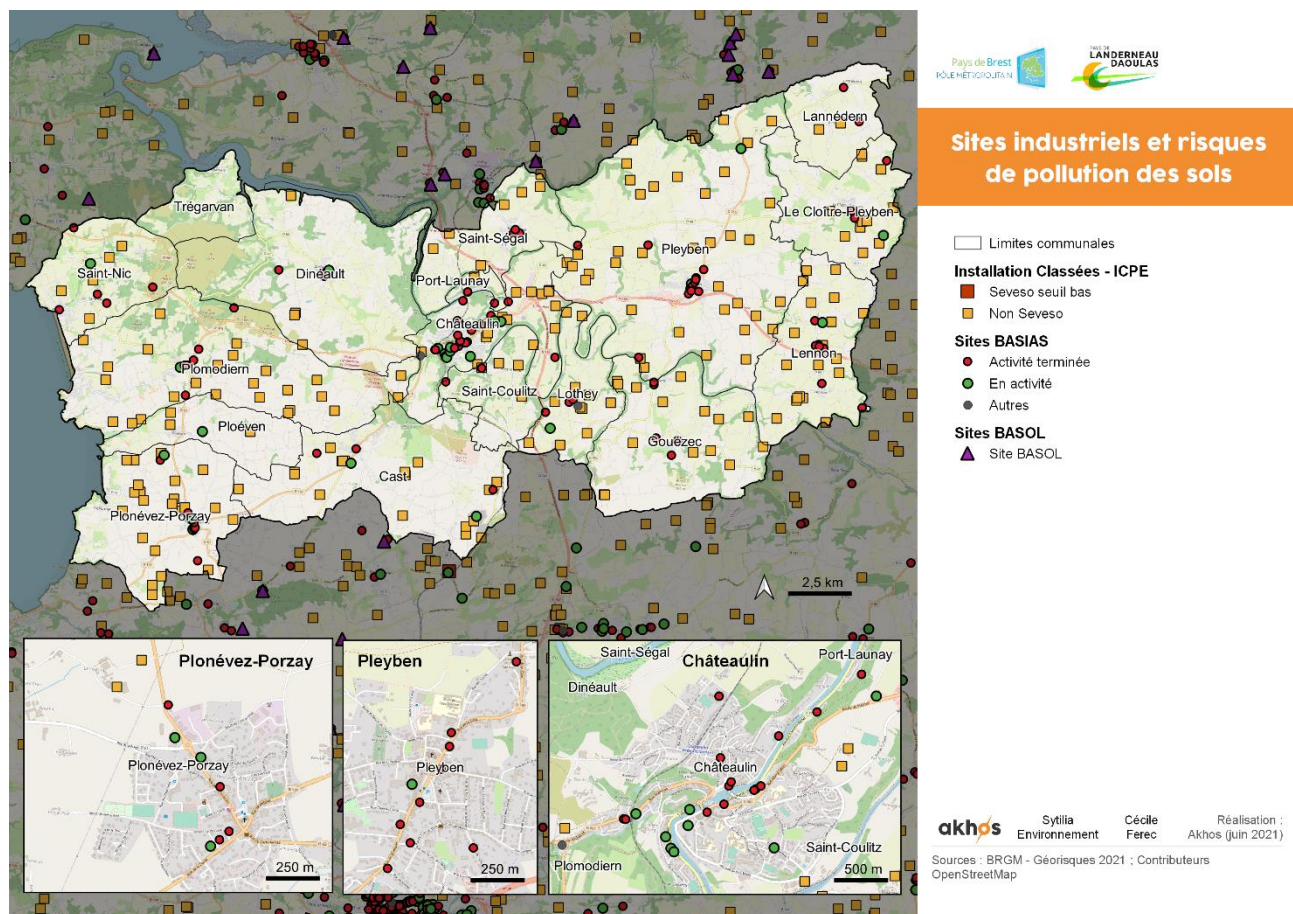 Pays de Brest
PÔLE MÉTROPOLITAIN
PAYS DE
LANDERNEAU
DAOULAS
Sites industriels et risques
de pollution des sols
Limites communales
Installation Classées - ICPE
Seveso seuil bas
Non Seveso
Sites BASIAS
Activité terminée
En activité
Autres
Sites BASOL
Site BASOL
Lannédern
Trégarvan
Le Cloître-Pleyben
Saint-Ségal
Pleyben
Saint-Nic
Dinéault
Port-Launay
Châteaulin
Lennon
Plomodiern
Saint-Coulitz
Lothey
Ploéven
Gouézec
Cast
Plonévez-Porzay
2,5 km
Plonévez-Porzay
Plonévez-Porzay
250 m
Pleyben
Pleyben
250 m
Saint-Ségal
Châteaulin
Port-Launay
Dinéault
Châteaulin
Saint-Coulitz
Plomodiern
500 m
akhos
Sytilia
Environnement
Cécile
Ferec
Réalisation :
Akhos (juin 2021)
Sources : BRGM - Géorisques 2021 ; Contributeurs
OpenStreetMap